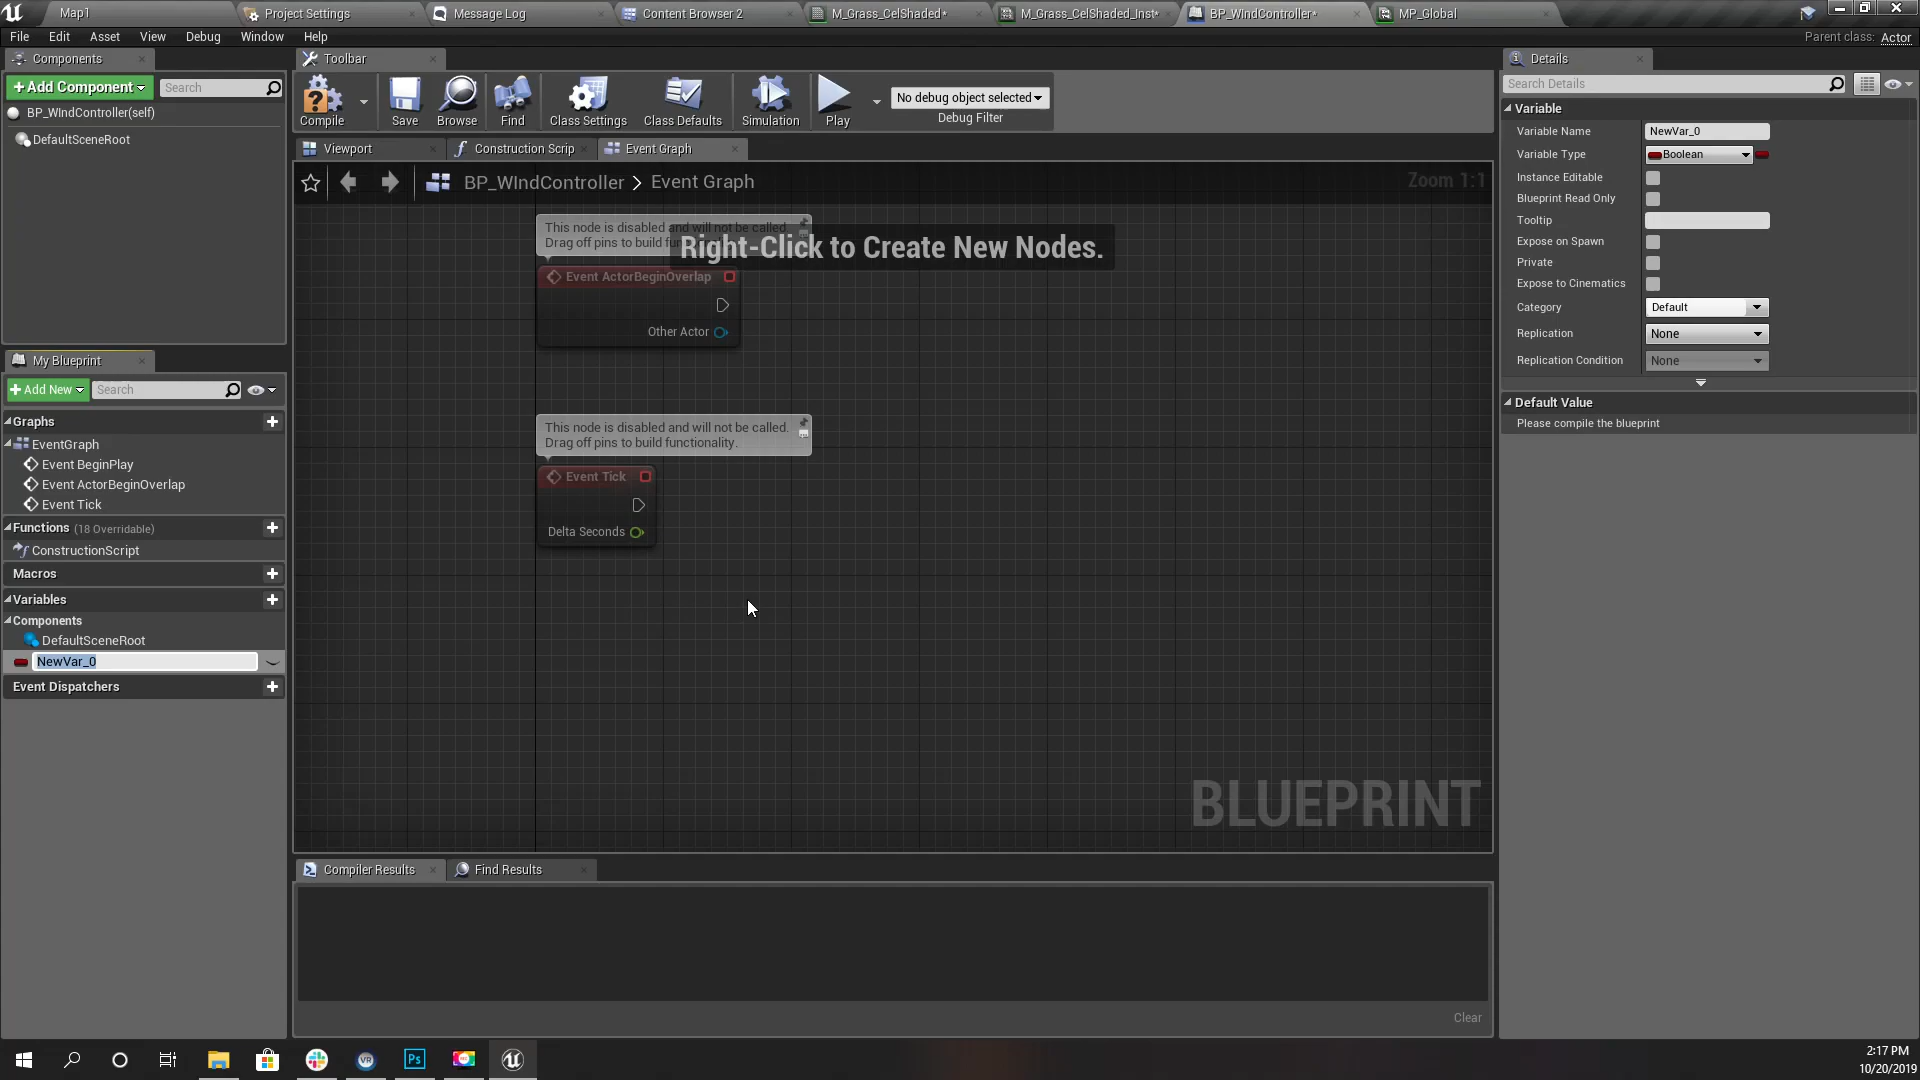 Map1
Project Settings
Message Log
Content Browser 2
M_Grass_CelShaded*
M_Grass_CelShaded_Inst*
BP_WIndController*
MP_Global
File Edit Asset View Debug Window Help
Parent class: Actor
Components
Toolbar
Details
+Add Component
Search
Compile
Save
Browse
Find
Class Settings
Class Defaults
Simulation
Play
No debug object selected
Debug Filter
Search Details
BP_WIndController(self)
DefaultSceneRoot
Viewport
Construction Scrip
Event Graph
BP_WIndController > Event Graph
Zoom 1:1
This node is disabled and will not be called
Drag off pins to build fun
Right-Click to Create New Nodes.
Event ActorBeginOverlap
Other Actor
This node is disabled and will not be called.
Drag off pins to build functionality.
Event Tick
Delta Seconds
BLUEPRINT
My Blueprint
+Add New
Search
Graphs
EventGraph
Event BeginPlay
Event ActorBeginOverlap
Event Tick
Functions (18 Overridable)
ConstructionScript
Macros
Variables
Components
DefaultSceneRoot
NewVar_0
Event Dispatchers
Compiler Results
Find Results
Clear
Variable
Variable Name NewVar_0
Variable Type Boolean
Instance Editable
Blueprint Read Only
Tooltip
Expose on Spawn
Private
Expose to Cinematics
Category Default
Replication None
Replication Condition None
Default Value
Please compile the blueprint
VR
Ps
2:17 PM
10/20/2019